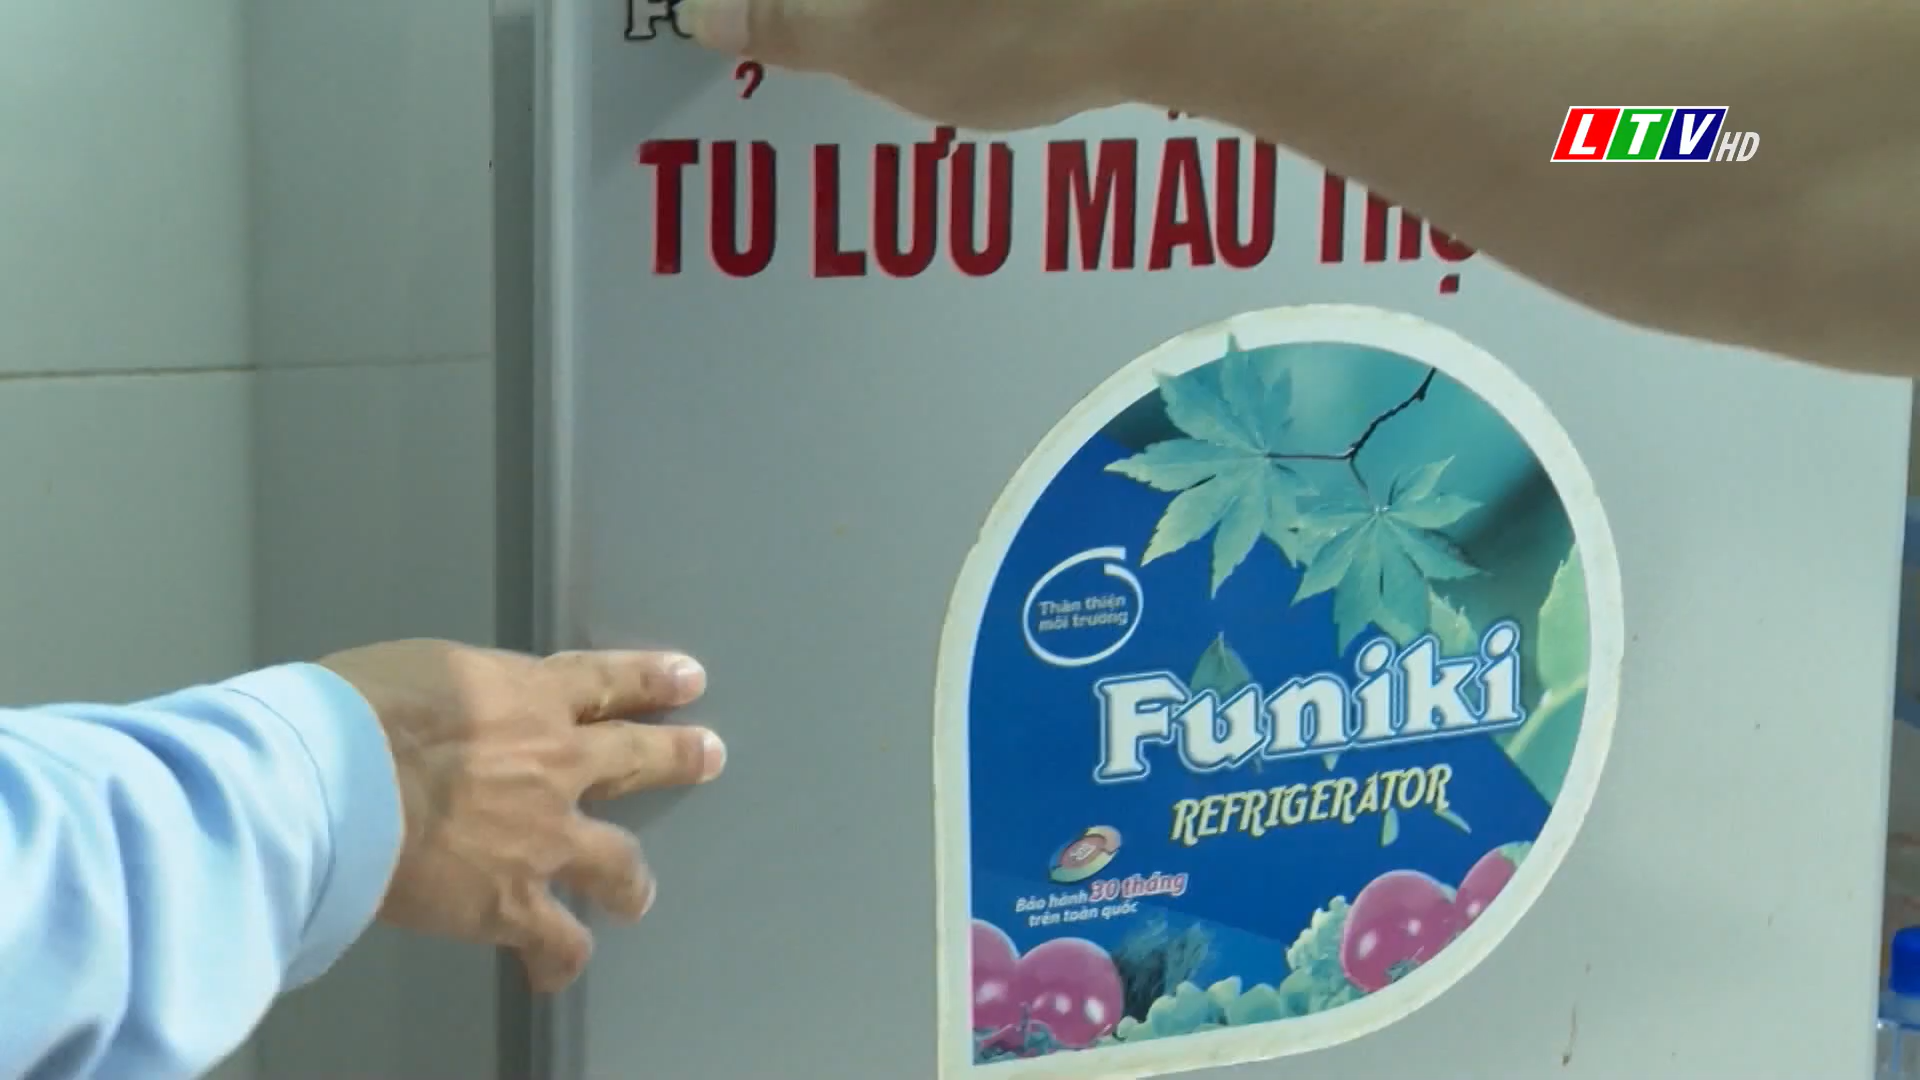 LTV HD
TỦ LƯU MẪU
Thân thiện
môi trường
Funiki
REFRIGERATOR
Bảo hành 30 tháng
trên toàn quốc